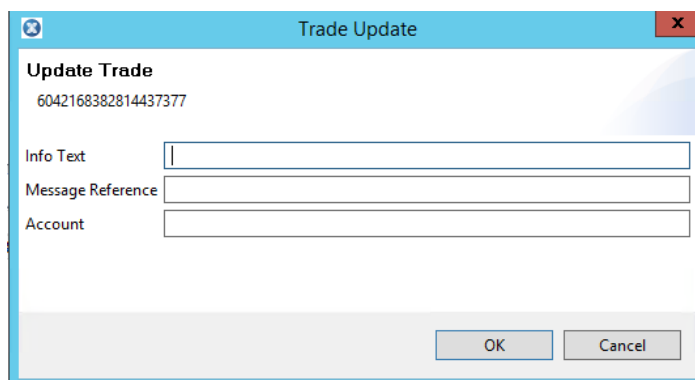 Trade Update
x
Update Trade
6042168382814437377
Info Text
Message Reference
Account
OK Cancel